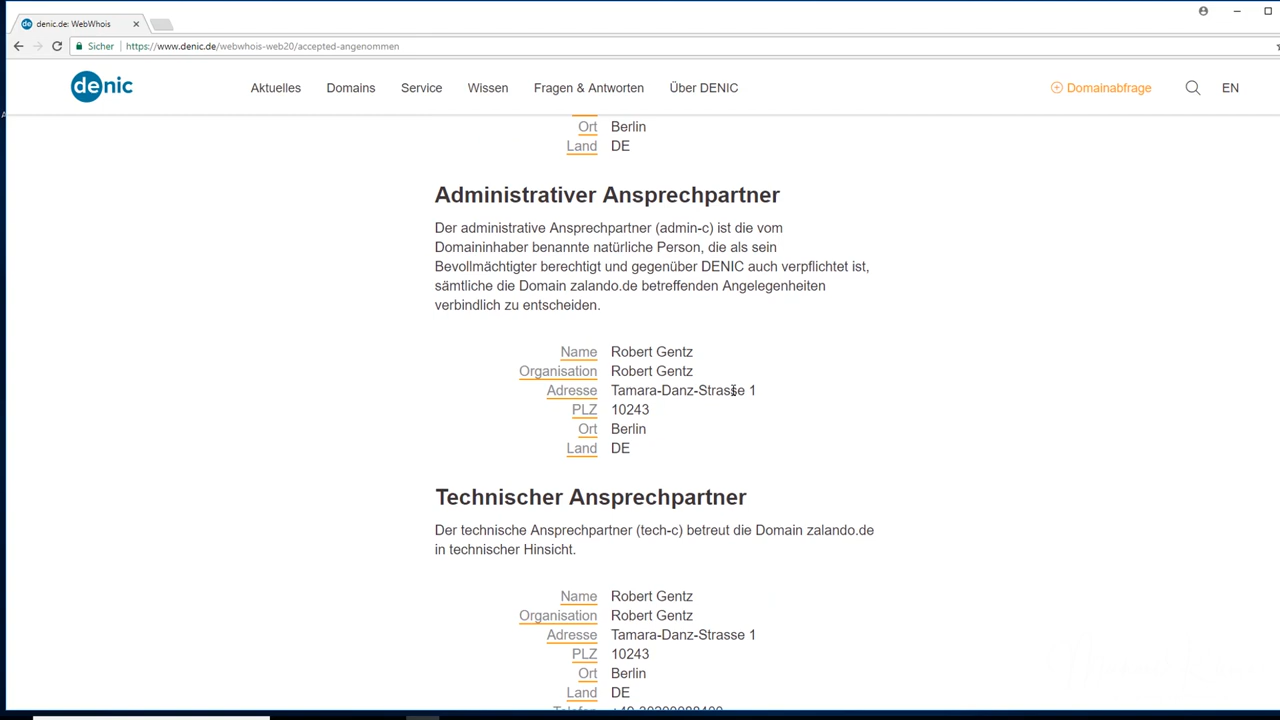 denic.de: WebWhois
Sicher
https://www.denic.de/webwhois-web20/accepted-angenommen
denic
Aktuelles
Domains
Service
Wissen
Fragen & Antworten
Über DENIC
Domainabfrage
EN
Ort Berlin
Land DE
Administrativer Ansprechpartner
Der administrative Ansprechpartner (admin-c) ist die vom
Domaininhaber benannte natürliche Person, die als sein
Bevollmächtigter berechtigt und gegenüber DENIC auch verpflichtet ist,
sämtliche die Domain zalando.de betreffenden Angelegenheiten
verbindlich zu entscheiden.
Name Robert Gentz
Organisation Robert Gentz
Adresse Tamara-Danz-Strasse 1
PLZ 10243
Ort Berlin
Land DE
Technischer Ansprechpartner
Der technische Ansprechpartner (tech-c) betreut die Domain zalando.de
in technischer Hinsicht.
Name Robert Gentz
Organisation Robert Gentz
Adresse Tamara-Danz-Strasse 1
PLZ 10243
Ort Berlin
Land DE